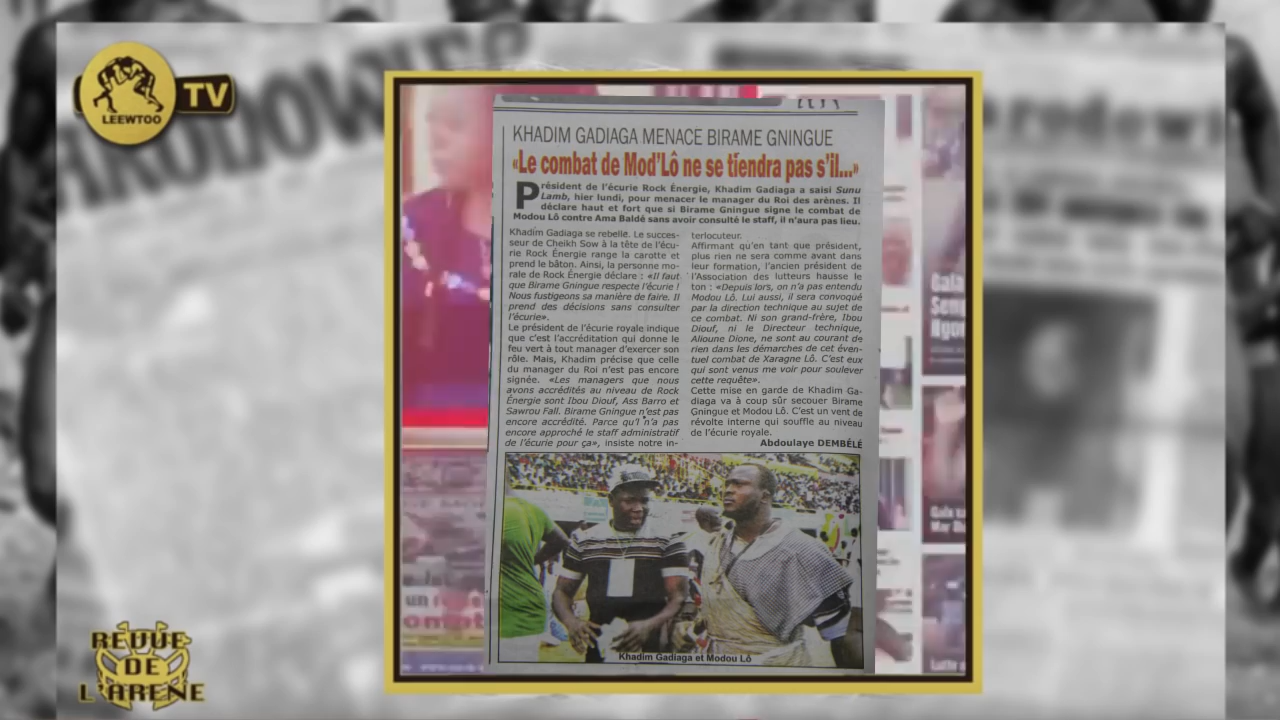 LEEWTOO
TV
KHADIM GADIAGA MENACE BIRAME GNINGUE
«Le combat de Mod'Lô ne se tiendra pas s'il...»
Président de l'écurie Rock Énergie, Khadim Gadiaga a saisi Sunu
Lamb, hier lundi, pour menacer le manager du Roi des arènes. Il
déclare haut et fort que si Birame Gningue signe le combat de
Modou Lô contre Ama Baldé sans avoir consulté le staff, il n'aura pas lieu.
Khadim Gadiaga se rebelle. Le succes-
seur de Cheikh Sow à la tête de l'écu-
rie Rock Énergie range la carotte et
prend le bâton. Ainsi, la personne mo-
rale de Rock Énergie déclare : «Il faut
que Birame Gningue respecte l'écurie !
Nous fustigeons sa manière de faire. Il
prend des décisions sans consulter
l'écurie».
Le président de l'écurie royale indique
que c'est l'accréditation qui donne le
feu vert à tout manager d'exercer son
rôle. Mais, Khadim précise que celle
du manager du Roi n'est pas encore
signée. «Les managers que nous
avons accrédités au niveau de Rock
Énergie sont Ibou Diouf, Ass Barro et
Sawrou Fall. Birame Gningue n'est pas
encore accrédité. Parce qu'l n'a pas
encore approché le staff administratif
de l'écurie pour ça», insiste notre in-
terlocuteur.
Affirmant qu'en tant que président,
plus rien ne sera comme avant dans
leur formation, l'ancien président de
l'Association des lutteurs hausse le
ton : «Depuis lors, on n'a pas entendu
Modou Lô. Lui aussi, il sera convoqué
par la direction technique au sujet de
ce combat. Ni son grand-frère, Ibou
Diouf, ni le Directeur technique,
Alioune Dione, ne sont au courant de
rien dans les démarches de cet éven-
tuel combat de Xaragne Lô. C'est eux
qui sont venus me voir pour soulever
cette requête».
Cette mise en garde de Khadim Ga-
diaga va à coup sûr secouer Birame
Gningue et Modou Lô. C'est un vent de
révolte interne qui souffle au niveau
de l'écurie royale.
Abdoulaye DEMBÉLÉ
Khadim Gadiaga et Modou Lô
REVUE
DE
L'ARENE